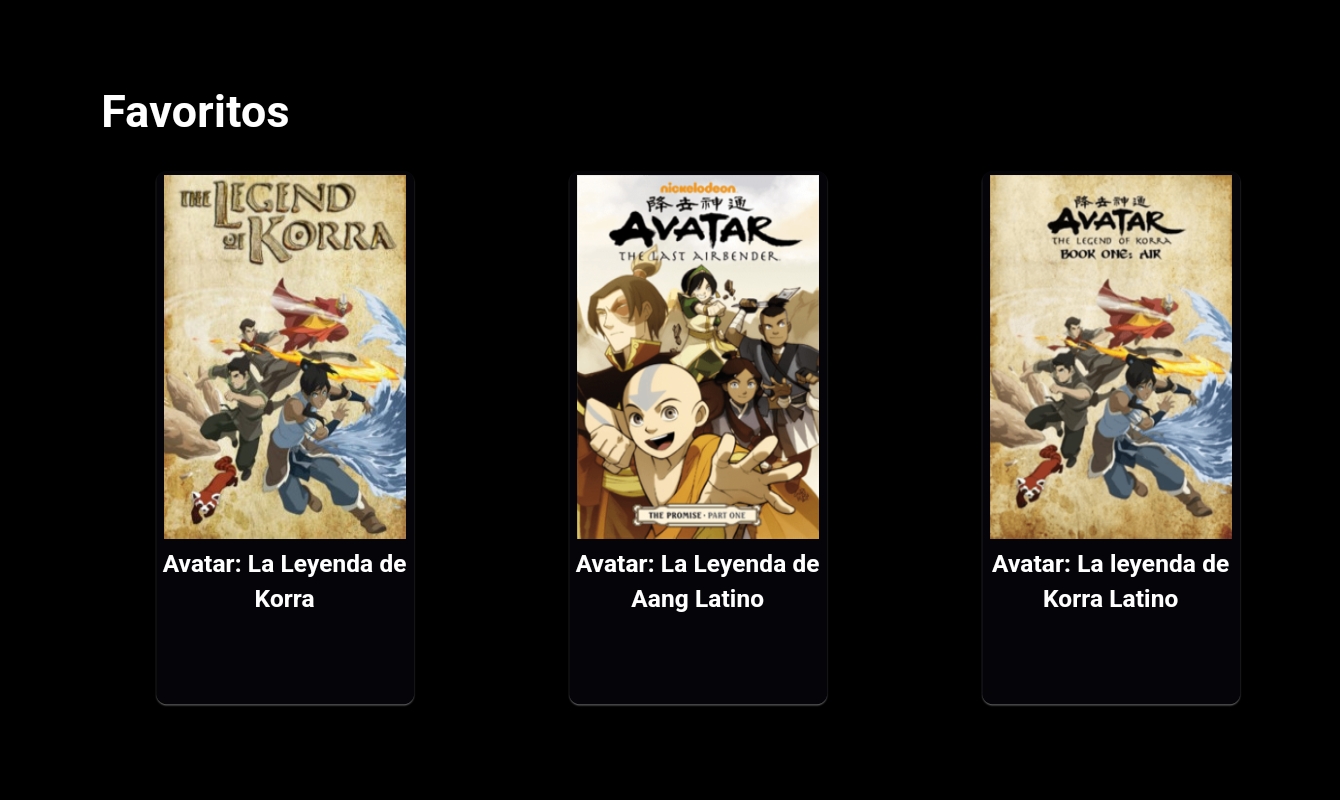 Favoritos
THE LEGEND
OF KORRA
Avatar: La Leyenda de
Korra
nickelodeon
降去神通
AVATAR
THE LAST AIRBENDER
THE PROMISE · PART ONE
Avatar: La Leyenda de
Aang Latino
降去神通
AVATAR
THE LEGEND OF KORRA
BOOK ONE: AIR
Avatar: La leyenda de
Korra Latino